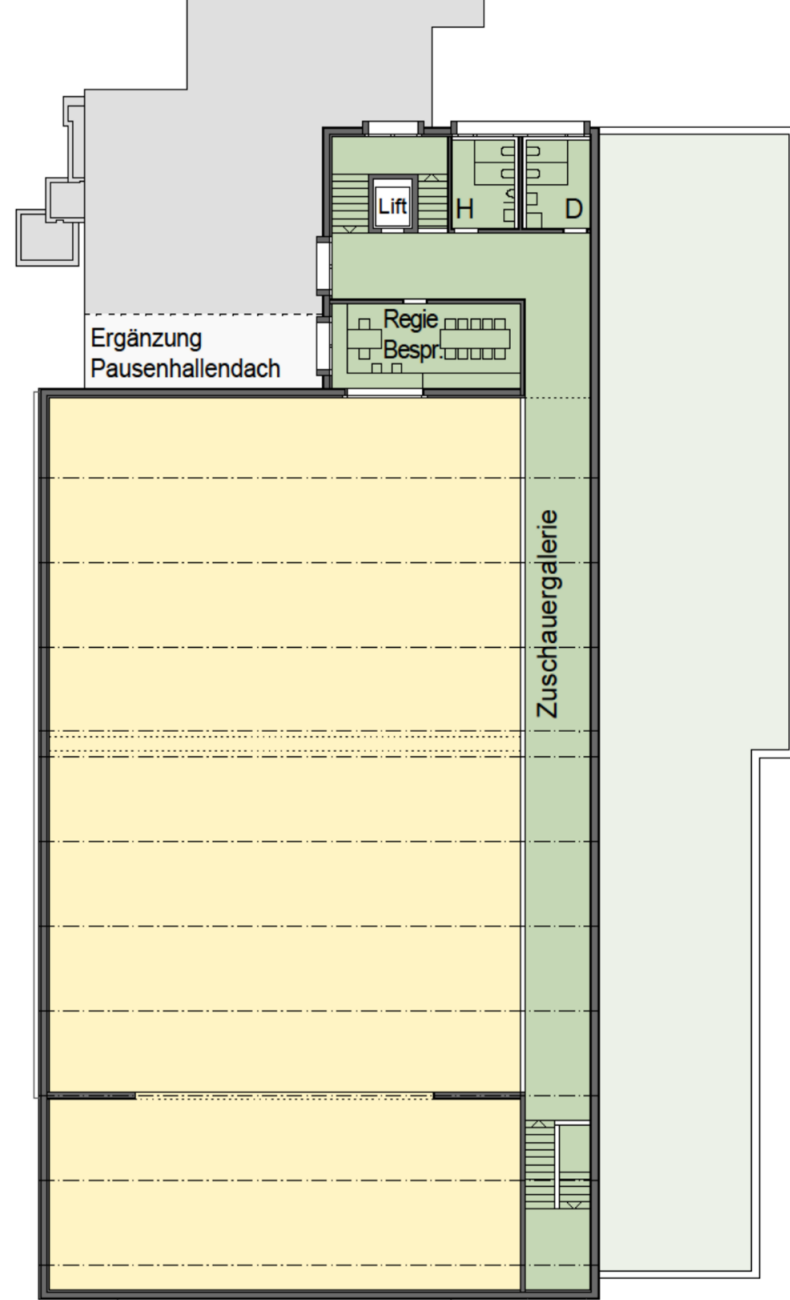 Lift
H
D
Regie
Bespr.
Ergänzung
Pausenhallendach
Zuschauergalerie